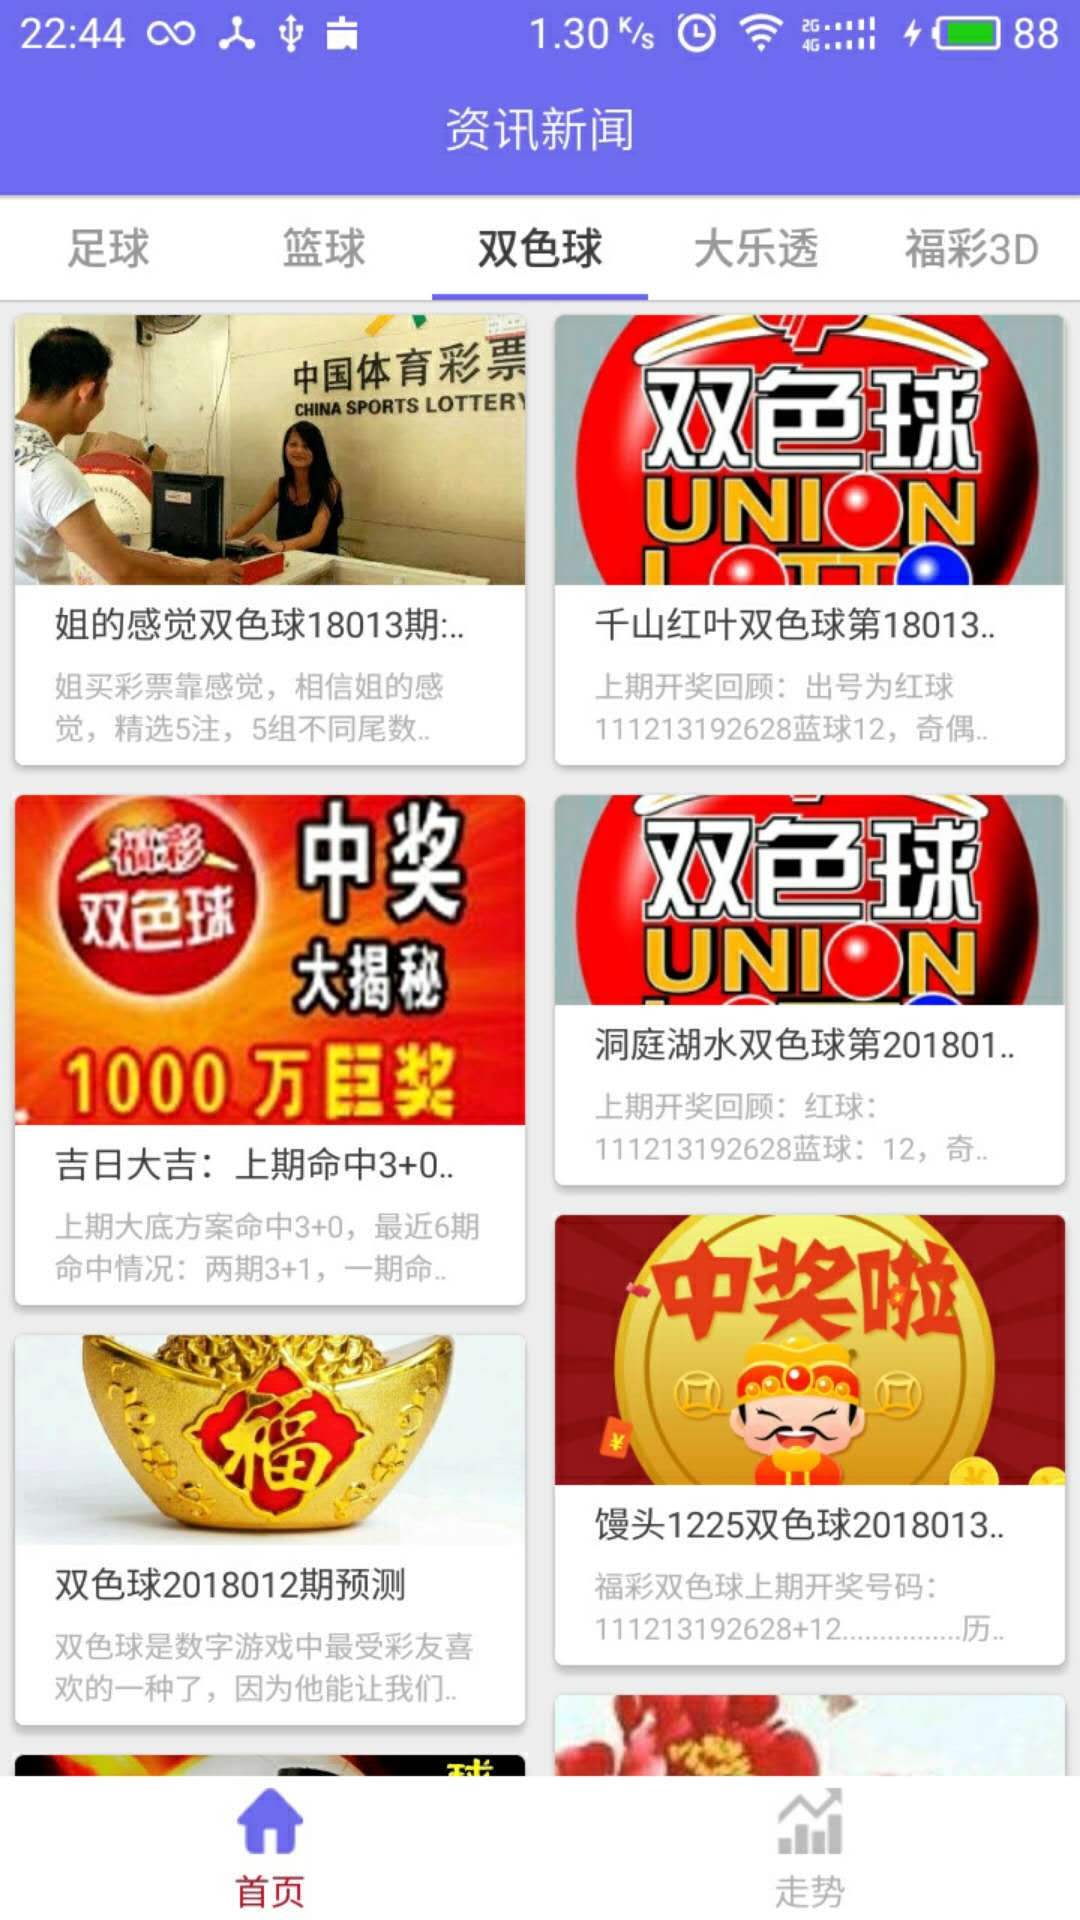 22:44
1.30 K/s
2G
4G
88
资讯新闻
足球
篮球
双色球
大乐透
福彩3D
中国体育彩票
CHINA SPORTS LOTTERY
姐的感觉双色球18013期:..
姐买彩票靠感觉，相信姐的感
觉，精选5注，5组不同尾数..
双色球
UNION
LOTTO
千山红叶双色球第18013..
上期开奖回顾：出号为红球
111213192628蓝球12，奇偶..
福彩
双色球
中奖
大揭秘
1000万巨奖
吉日大吉：上期命中3+0..
上期大底方案命中3+0，最近6期
命中情况：两期3+1，一期命..
双色球
UNION
洞庭湖水双色球第201801..
上期开奖回顾：红球：
111213192628蓝球：12，奇..
福
双色球2018012期预测
双色球是数字游戏中最受彩友喜
欢的一种了，因为他能让我们..
中奖啦
馒头1225双色球2018013..
福彩双色球上期开奖号码：
111213192628+12................历..
首页
走势